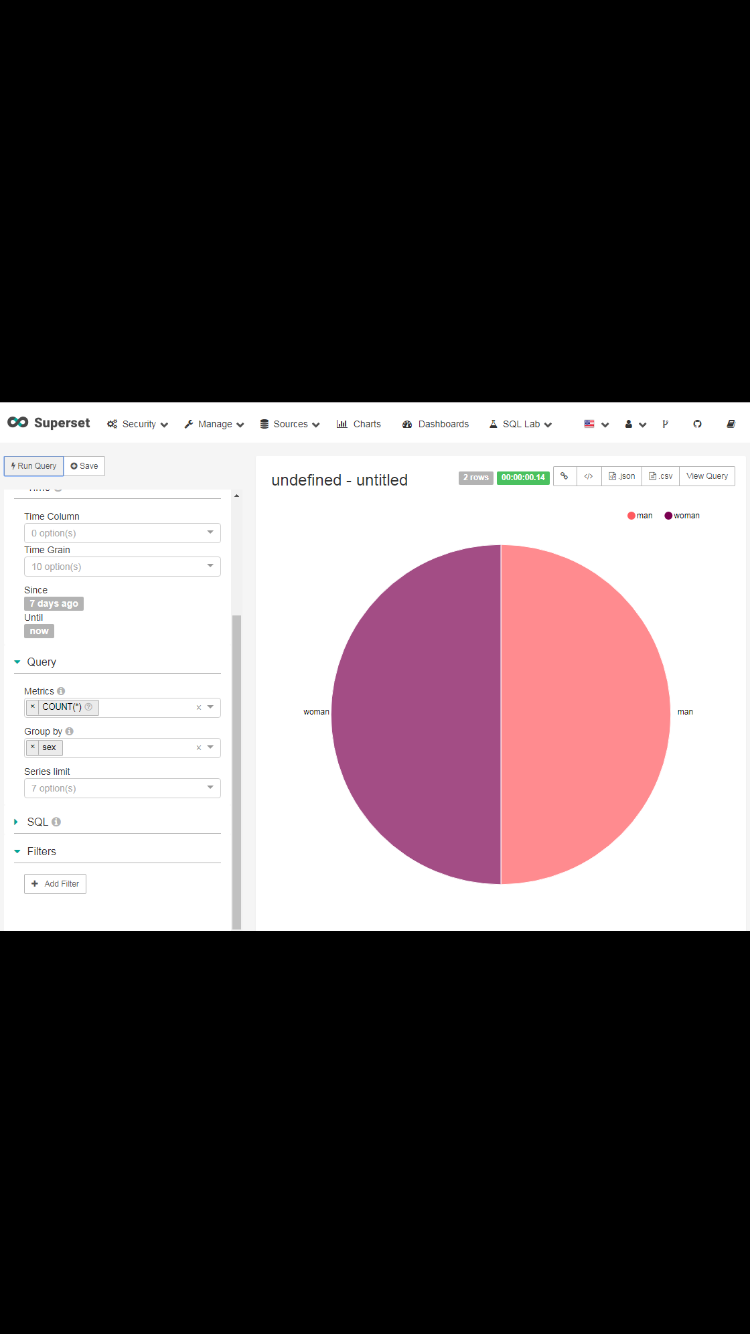 Superset Security Manage Sources Charts Dashboards SQL Lab
Run Query Save
Time Column
0 option(s)
Time Grain
10 option(s)
Since
7 days ago
Until
now
Query
Metrics
× COUNT(*) ×
Group by
× sex ×
Series limit
7 option(s)
SQL
Filters
Add Filter
undefined - untitled
2 rows 00:00:00.14 </> .json .csv View Query
man woman
woman
man